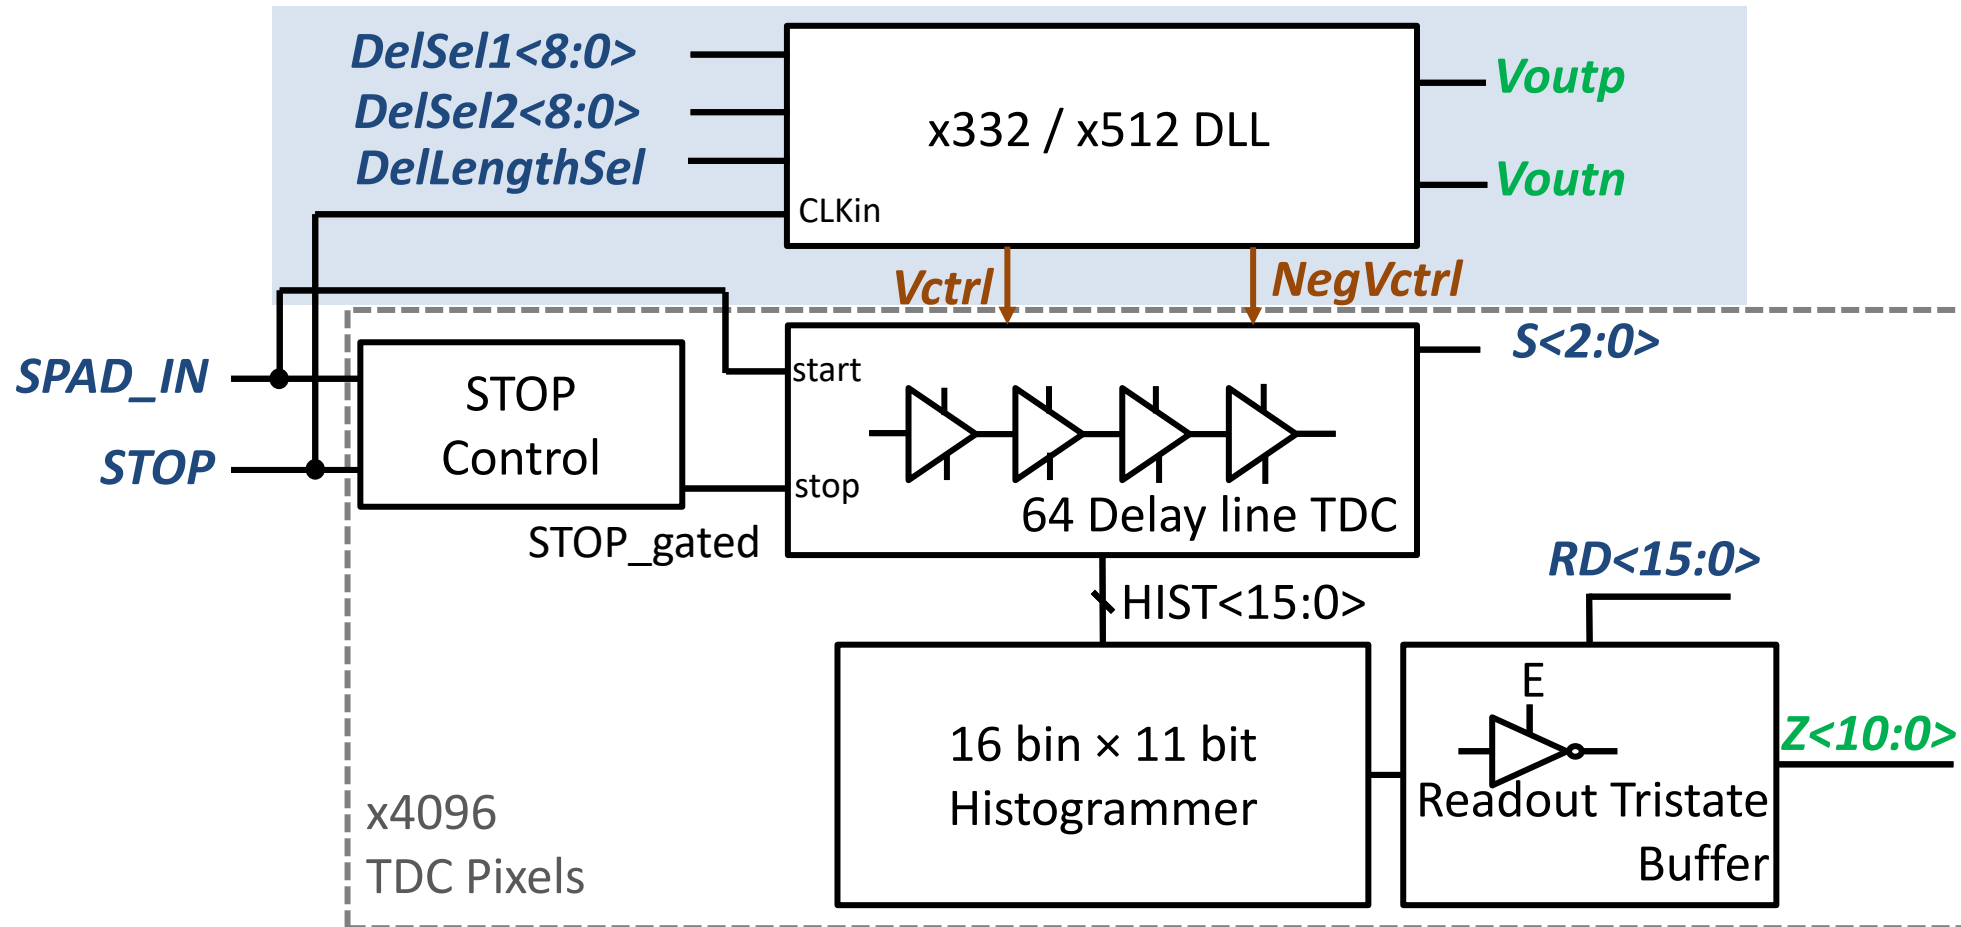 DelSel1<8:0>
DelSel2<8:0>
DelLengthSel
CLKin
x332 / x512 DLL
Voutp
Voutn
Vctrl
NegVctrl
SPAD_IN
STOP
STOP
Control
STOP_gated
start
stop
64 Delay line TDC
S<2:0>
HIST<15:0>
RD<15:0>
16 bin × 11 bit
Histogrammer
E
Readout Tristate
Buffer
Z<10:0>
x4096
TDC Pixels